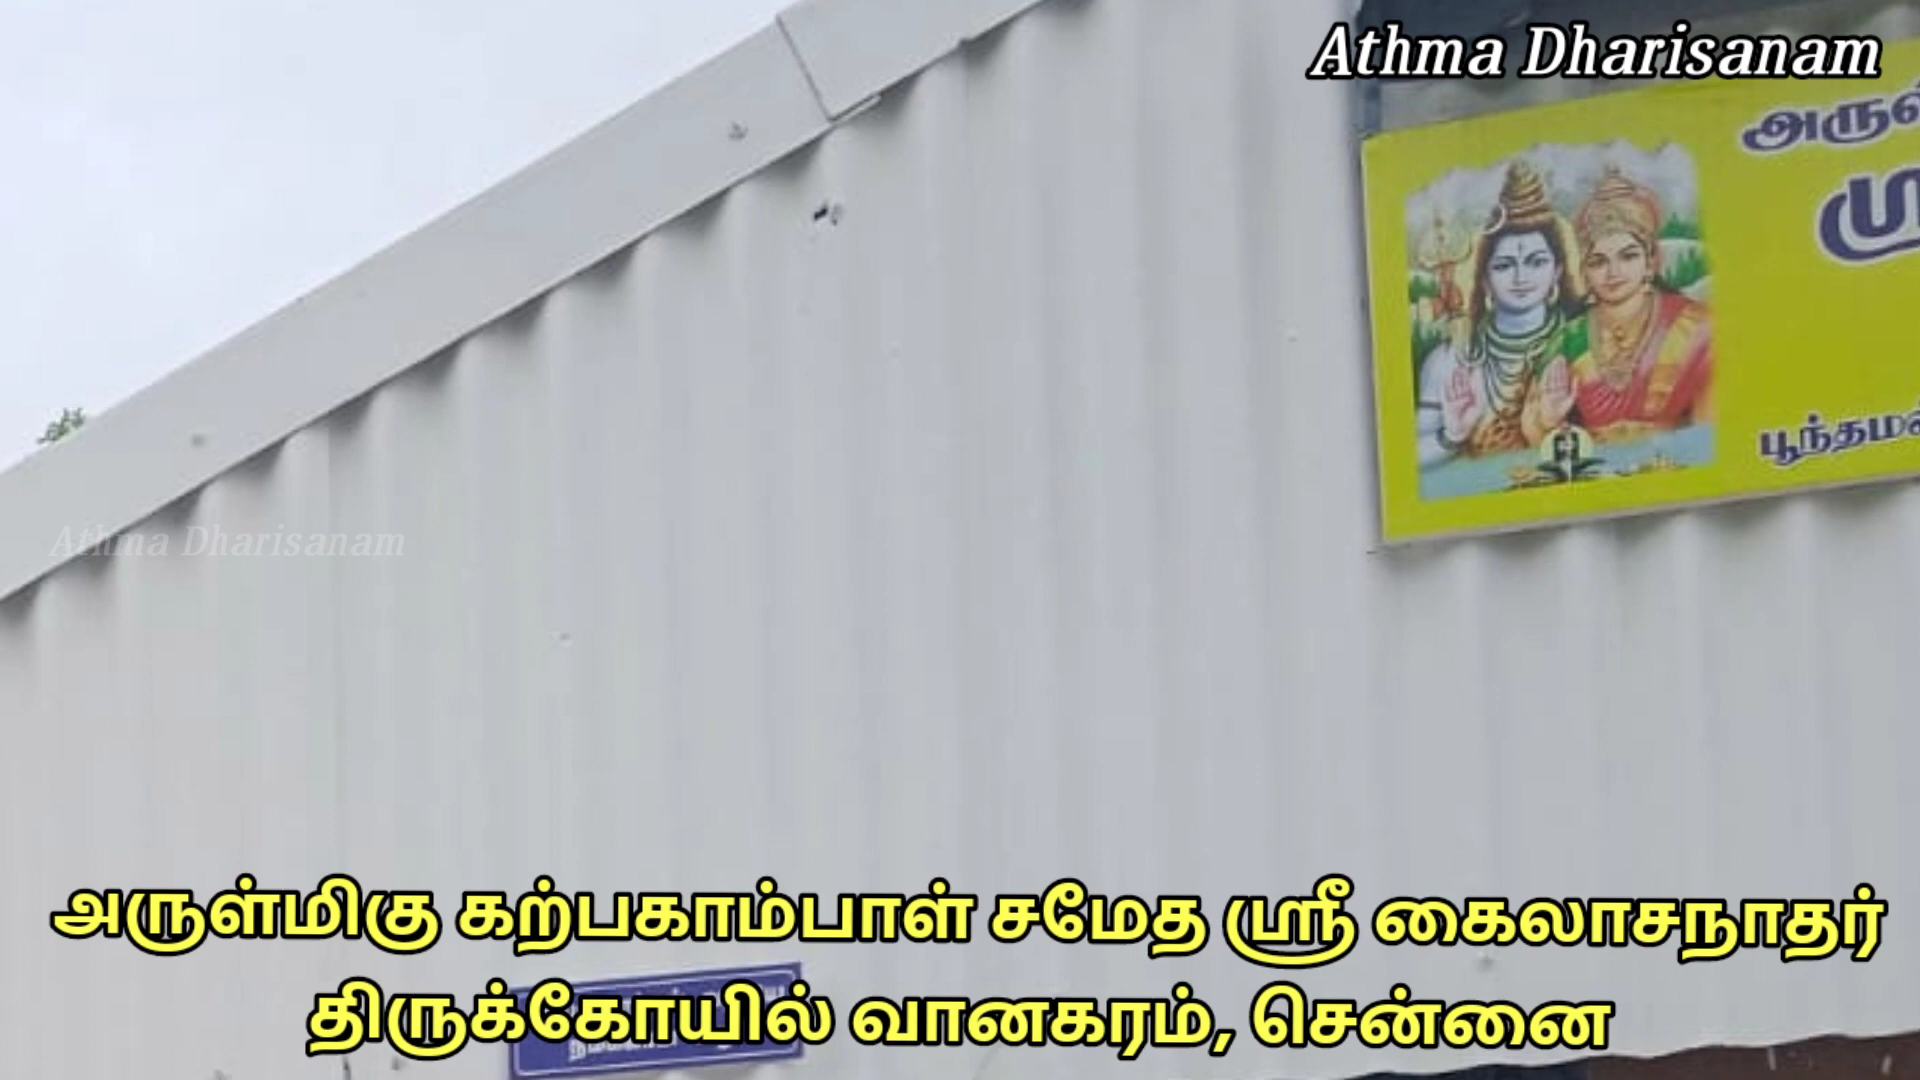 Athma Dharisanam
Athma Dharisanam
அருள்மிகு கற்பகாம்பாள் சமேத ஸ்ரீ கைலாசநாதர்
திருக்கோயில் வானகரம், சென்னை